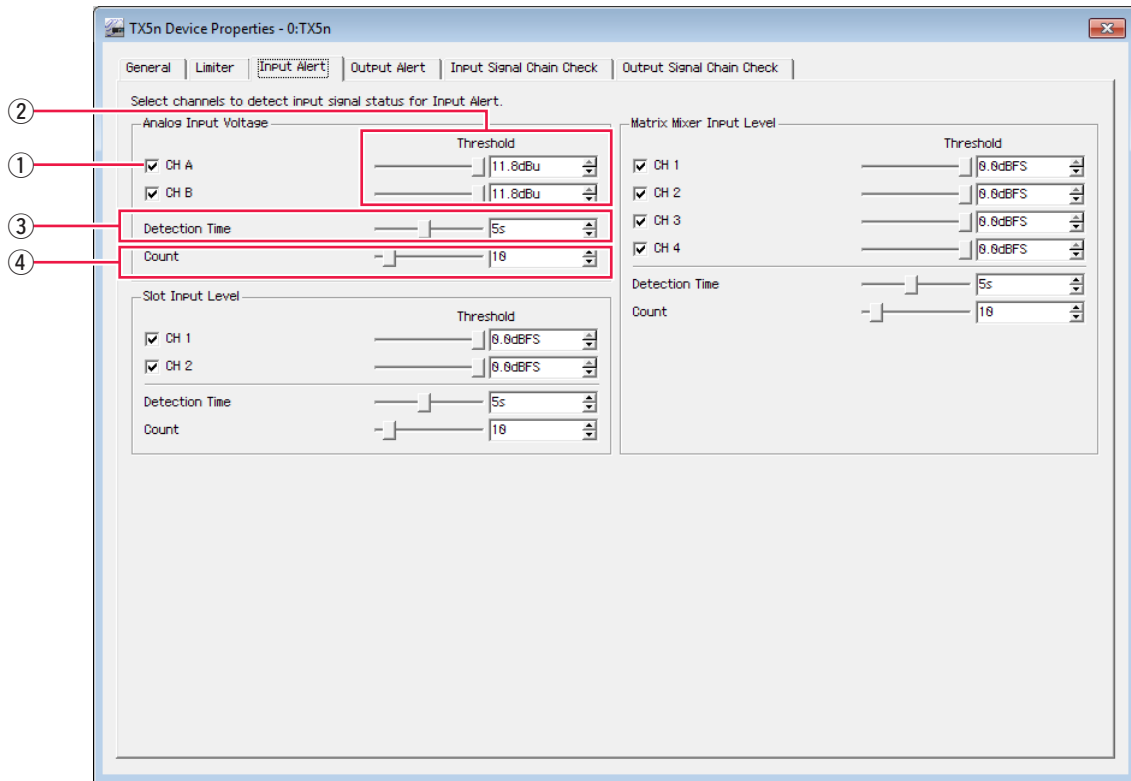 TX5n Device Properties - 0:TX5n
General Limiter Input Alert Output Alert Input Signal Chain Check Output Signal Chain Check
Select channels to detect input signal status for Input Alert.
Analog Input Voltage
Threshold
① CH A 11.8dBu
② CH B 11.8dBu
③ Detection Time 5s
④ Count 10
Slot Input Level
Threshold
CH 1 0.0dBFS
CH 2 0.0dBFS
Detection Time 5s
Count 10
Matrix Mixer Input Level
Threshold
CH 1 0.0dBFS
CH 2 0.0dBFS
CH 3 0.0dBFS
CH 4 0.0dBFS
Detection Time 5s
Count 10